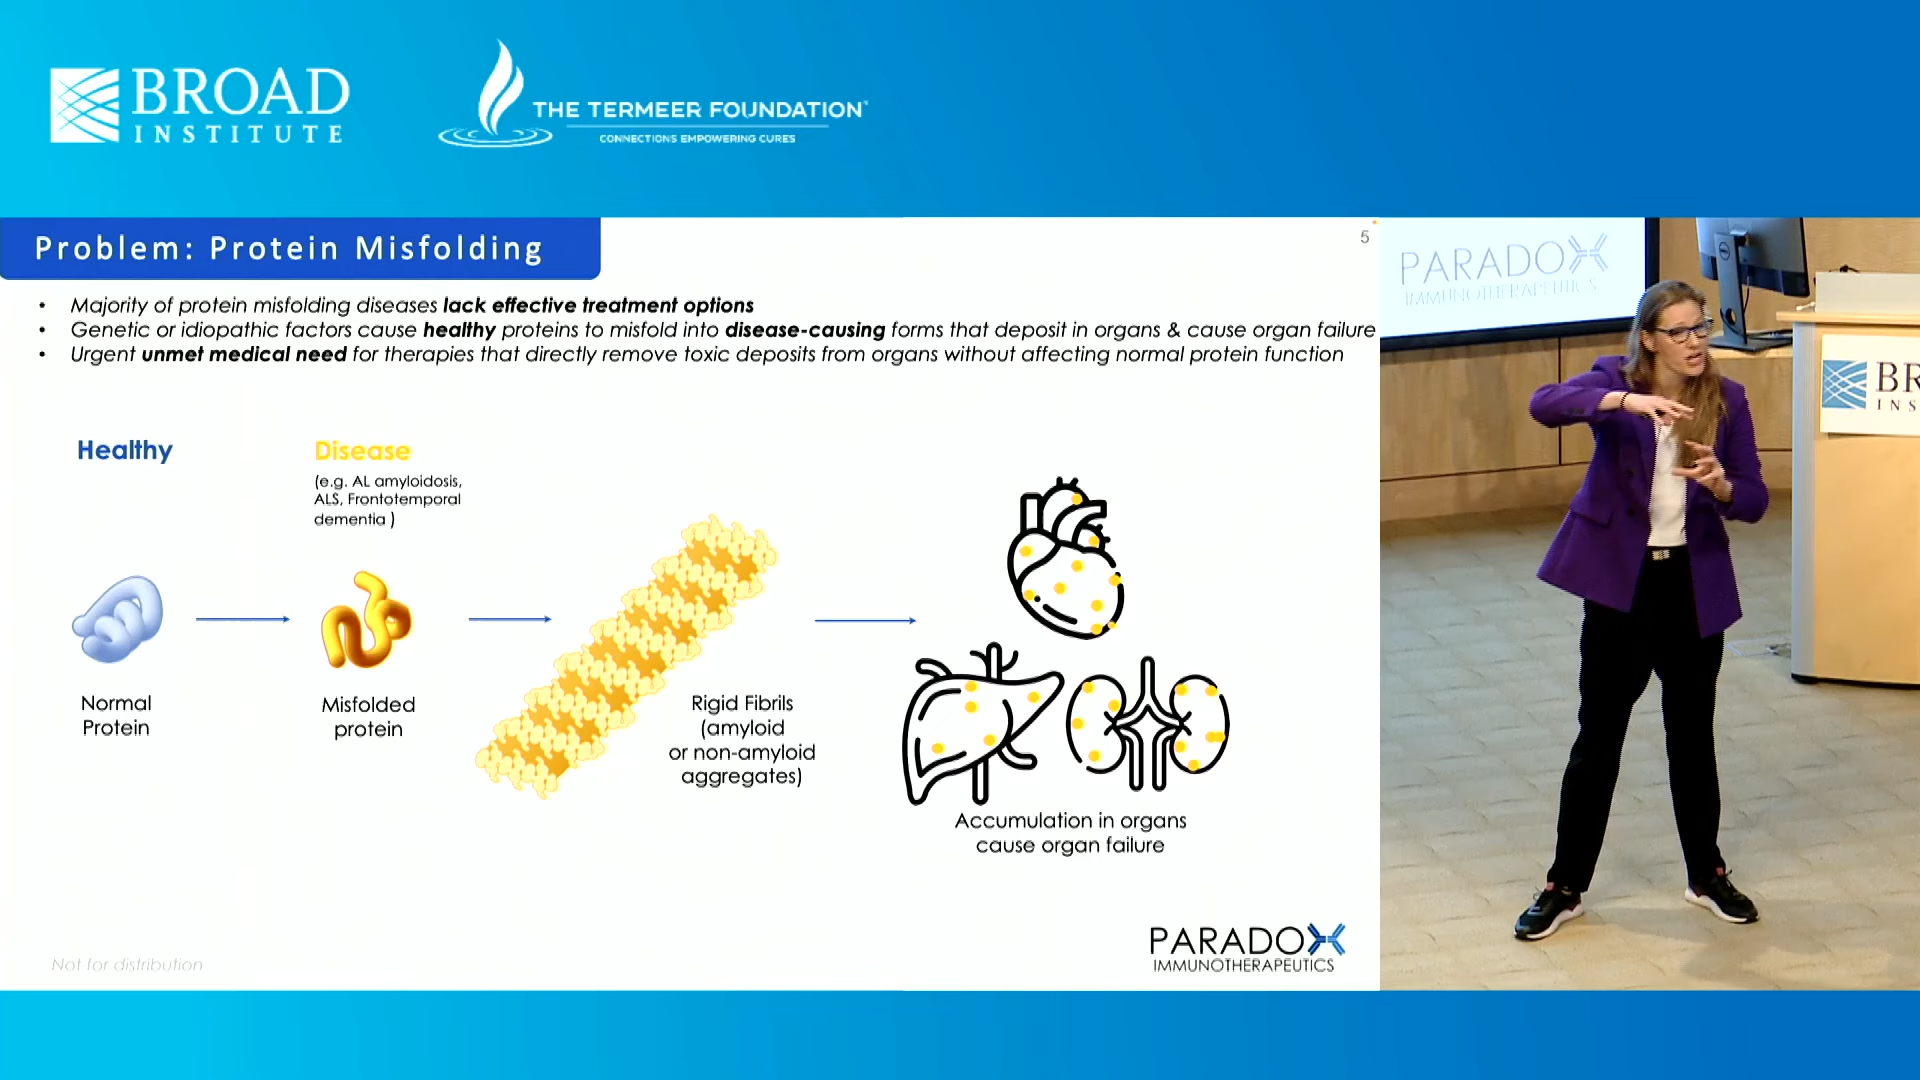 BROAD
INSTITUTE
THE TERMEER FOUNDATION
CONNECTIONS EMPOWERING CURES
Problem: Protein Misfolding
5
• Majority of protein misfolding diseases lack effective treatment options
• Genetic or idiopathic factors cause healthy proteins to misfold into disease-causing forms that deposit in organs & cause organ failure
• Urgent unmet medical need for therapies that directly remove toxic deposits from organs without affecting normal protein function
Healthy
Disease
(e.g. AL amyloidosis,
ALS, Frontotemporal
dementia )
Normal
Protein
Misfolded
protein
Rigid Fibrils
(amyloid
or non-amyloid
aggregates)
Accumulation in organs
cause organ failure
Not for distribution
PARADOX
IMMUNOTHERAPEUTICS
PARADOX
IMMUNOTHERAPEUTICS
BR
INS